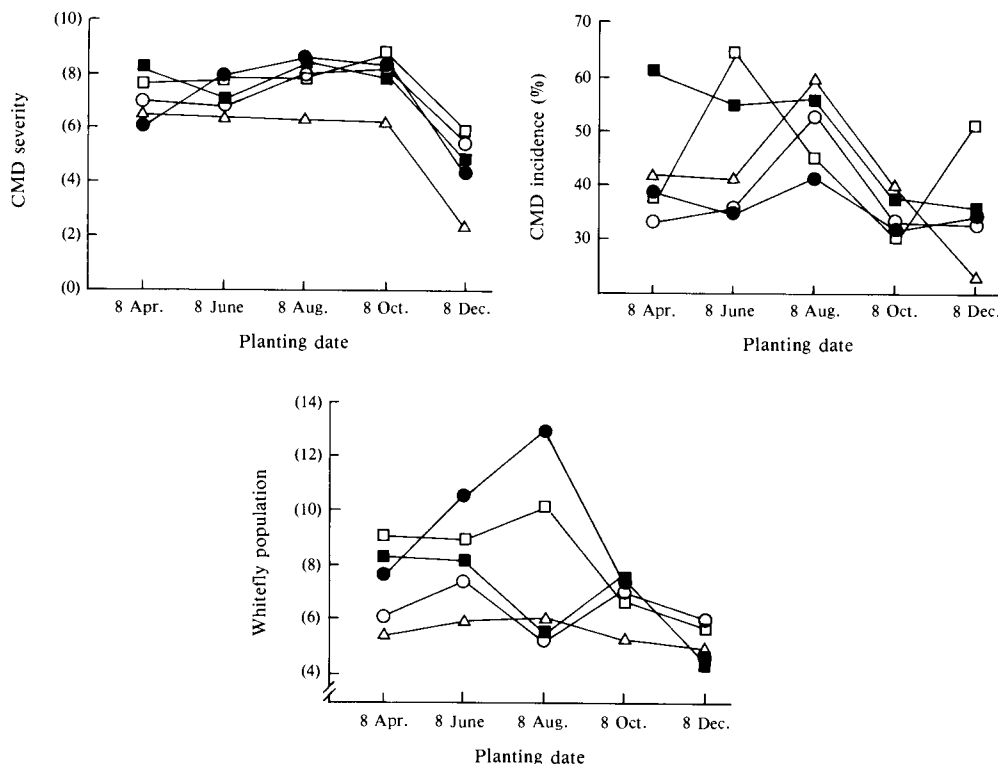 (10)
(8)
(6)
(4)
(2)
(0)
CMD severity
8 Apr. 8 June 8 Aug. 8 Oct. 8 Dec.
Planting date
70
60
50
40
30
CMD incidence (%)
8 Apr. 8 June 8 Aug. 8 Oct. 8 Dec.
Planting date
(14)
(12)
(10)
(8)
(6)
(4)
Whitefly population
8 Apr. 8 June 8 Aug. 8 Oct. 8 Dec.
Planting date